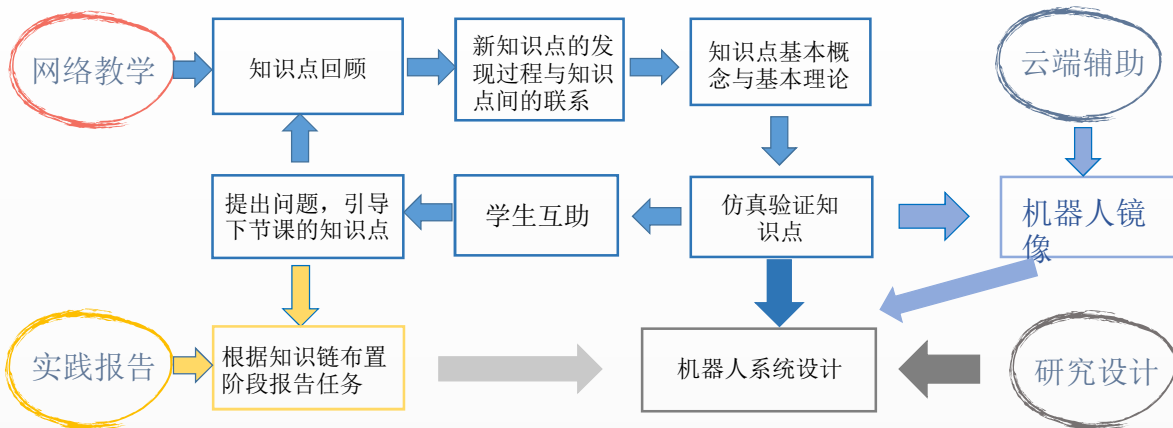 网络教学
知识点回顾
新知识点的发
现过程与知识
点间的联系
知识点基本概
念与基本理论
云端辅助
提出问题，引导
下节课的知识点
学生互助
仿真验证知
识点
机器人镜
像
实践报告
根据知识链布置
阶段报告任务
机器人系统设计
研究设计